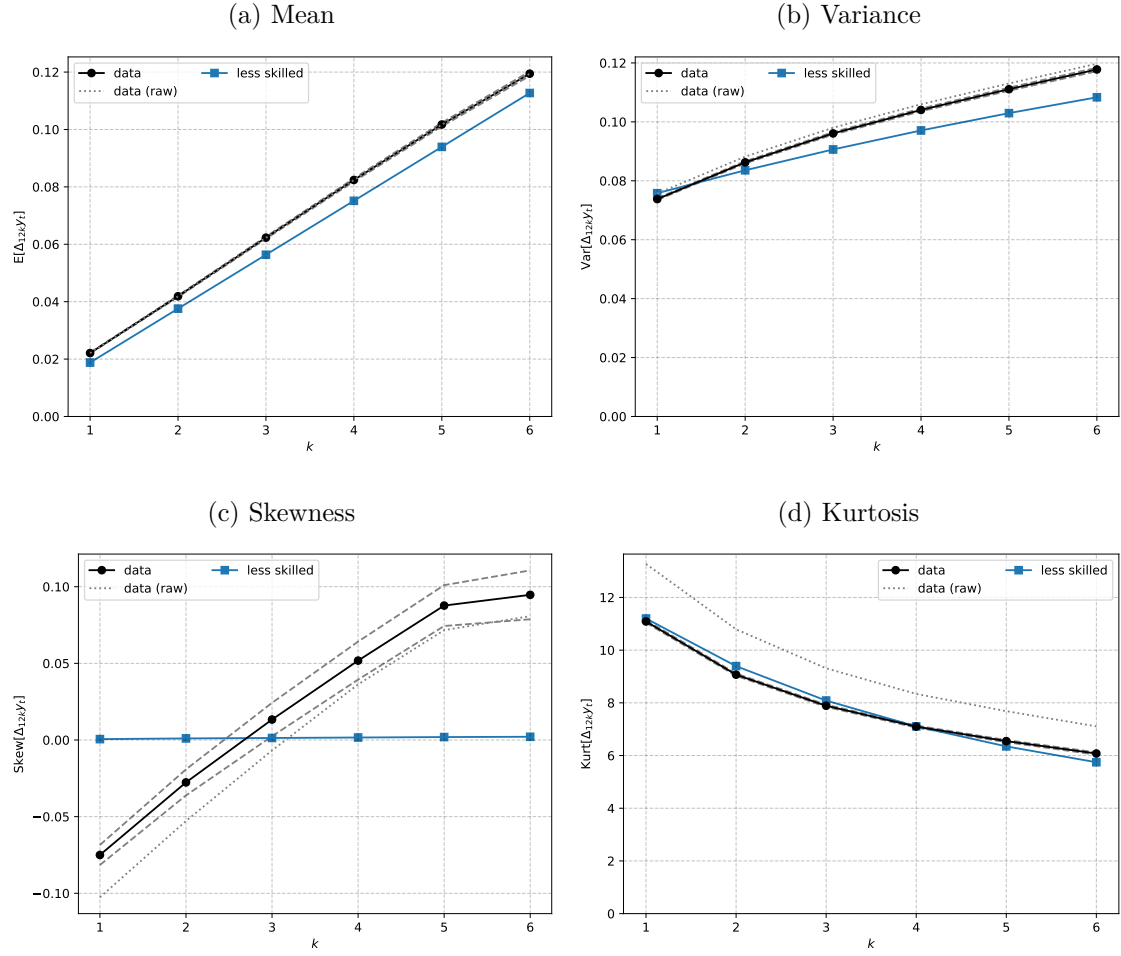 (a) Mean
data
data (raw)
less skilled
0.12
0.10
0.08
0.06
0.04
0.02
0.00
E[Δ₁₂ₖyₜ]
1 2 3 4 5 6
k
(b) Variance
data
data (raw)
less skilled
0.12
0.10
0.08
0.06
0.04
0.02
0.00
Var[Δ₁₂ₖyₜ]
1 2 3 4 5 6
k
(c) Skewness
data
data (raw)
less skilled
0.10
0.05
0.00
−0.05
−0.10
Skew[Δ₁₂ₖyₜ]
1 2 3 4 5 6
k
(d) Kurtosis
data
data (raw)
less skilled
12
10
8
6
4
2
0
Kurt[Δ₁₂ₖyₜ]
1 2 3 4 5 6
k